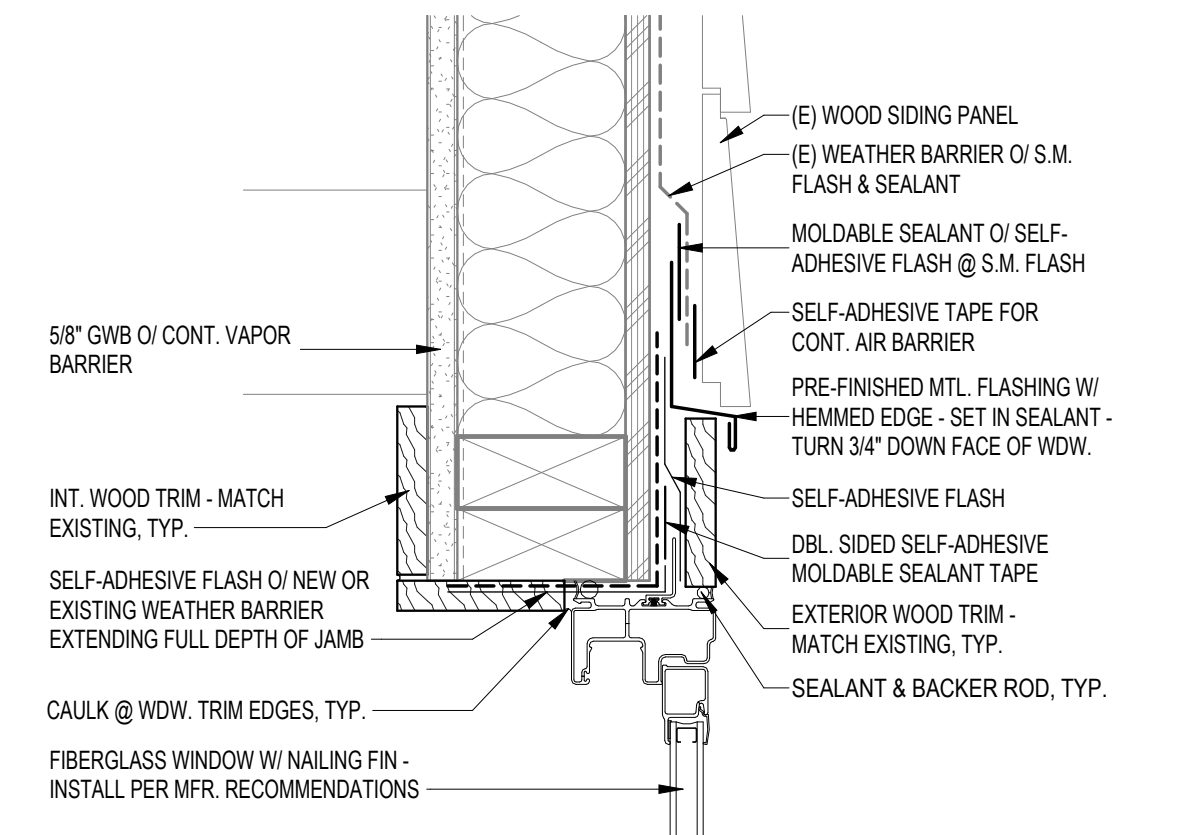 (E) WOOD SIDING PANEL
(E) WEATHER BARRIER O/ S.M.
FLASH & SEALANT
MOLDABLE SEALANT O/ SELF-
ADHESIVE FLASH @ S.M. FLASH
SELF-ADHESIVE TAPE FOR
CONT. AIR BARRIER
PRE-FINISHED MTL. FLASHING W/
HEMMED EDGE - SET IN SEALANT -
TURN 3/4" DOWN FACE OF WDW.
SELF-ADHESIVE FLASH
DBL. SIDED SELF-ADHESIVE
MOLDABLE SEALANT TAPE
EXTERIOR WOOD TRIM -
MATCH EXISTING, TYP.
SEALANT & BACKER ROD, TYP.
5/8" GWB O/ CONT. VAPOR
BARRIER
INT. WOOD TRIM - MATCH
EXISTING, TYP.
SELF-ADHESIVE FLASH O/ NEW OR
EXISTING WEATHER BARRIER
EXTENDING FULL DEPTH OF JAMB
CAULK @ WDW. TRIM EDGES, TYP.
FIBERGLASS WINDOW W/ NAILING FIN -
INSTALL PER MFR. RECOMMENDATIONS